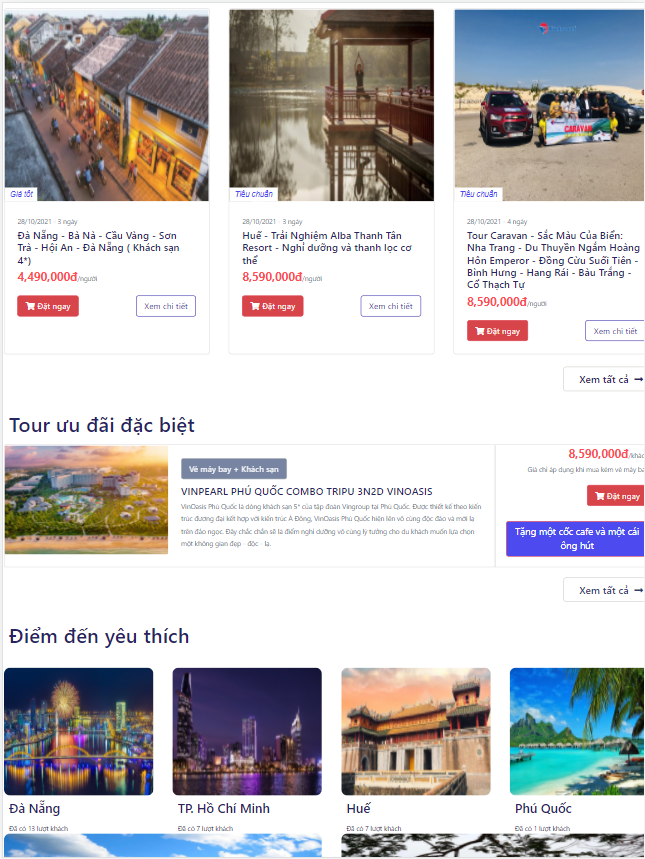 CARAVAN
Giá tốt
Tiêu chuẩn
Tiêu chuẩn
28/10/2021 - 3 ngày
Đà Nẵng - Bà Nà - Cầu Vàng - Sơn
Trà - Hội An - Đà Nẵng ( Khách sạn
4*)
4,490,000đ/người
Đặt ngay
Xem chi tiết
28/10/2021 - 3 ngày
Huế - Trải Nghiệm Alba Thanh Tân
Resort - Nghỉ dưỡng và thanh lọc cơ
thể
8,590,000đ/người
Đặt ngay
Xem chi tiết
28/10/2021 - 4 ngày
Tour Caravan - Sắc Màu Của Biển:
Nha Trang - Du Thuyền Ngắm Hoàng
Hôn Emperor - Đồng Cừu Suối Tiên -
Bình Hưng - Hang Rái - Bàu Trắng -
Cổ Thạch Tự
8,590,000đ/người
Đặt ngay
Xem chi tiết
Xem tất cả
Tour ưu đãi đặc biệt
Vé máy bay + Khách sạn
VINPEARL PHÚ QUỐC COMBO TRIPU 3N2D VINOASIS
VinOasis Phú Quốc là dòng khách sạn 5* của tập đoàn Vingroup tại Phú Quốc. Được thiết kế theo kiến
trúc đương đại kết hợp với kiến trúc Á Đông, VinOasis Phú Quốc hiện lên vô cùng độc đáo và mới lạ
trên đảo ngọc. Đây chắc chắn sẽ là điểm nghỉ dưỡng vô cùng lý tưởng cho du khách muốn lựa chọn
một không gian đẹp - độc - lạ.
8,590,000đ/khác
Giá chỉ áp dụng khi mua kèm vé máy ba
Đặt ngay
Tặng một cốc cafe và một cái
ống hút
Xem tất cả
Điểm đến yêu thích
Đà Nẵng
Đã có 13 lượt khách
TP. Hồ Chí Minh
Đã có 7 lượt khách
Huế
Đã có 7 lượt khách
Phú Quốc
Đã có 1 lượt khách